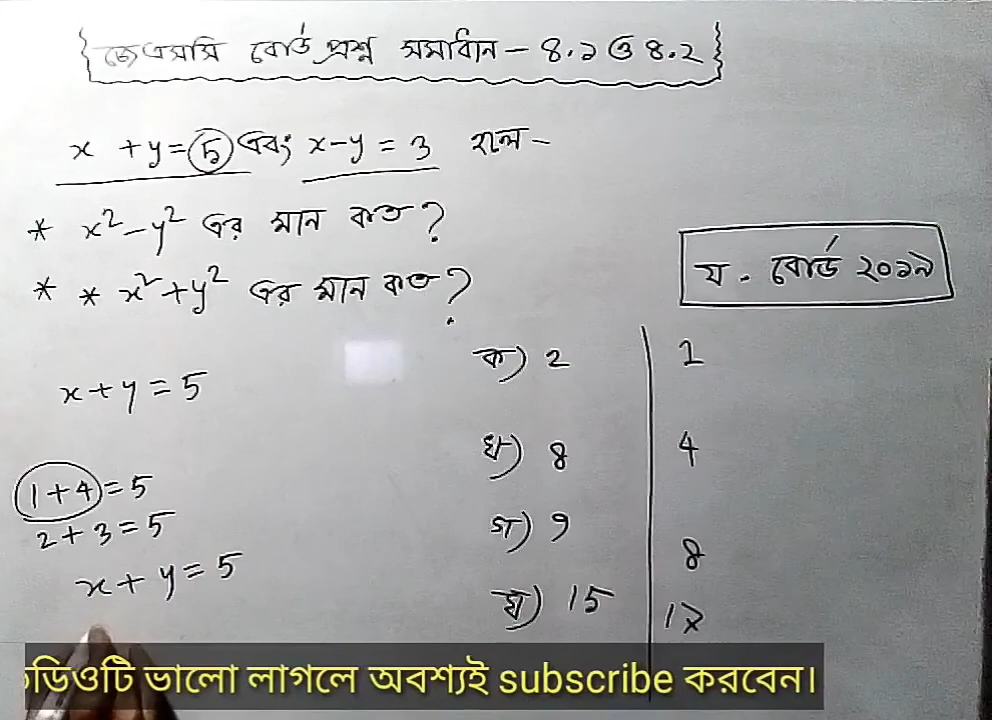 জেএসসি বোর্ড প্রশ্ন সমাধান - ৪.১ ও ৪.২
x + y = 5 এবং x - y = 3 হলে -
* x² - y² এর মান কত?
* * x² + y² এর মান কত?
য. বোর্ড ২০১৯
x + y = 5
1 + 4 = 5
2 + 3 = 5
x + y = 5
ক) 2 1
খ) 8 4
গ) 9 8
ঘ) 15
ডিওটি ভালো লাগলে অবশ্যই subscribe করবেন।